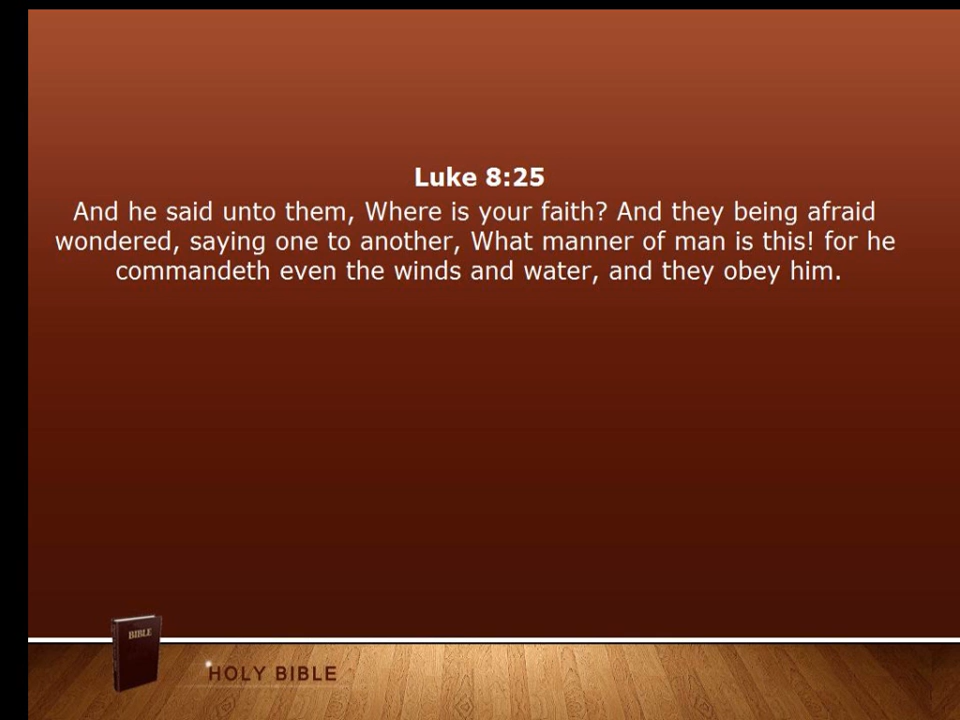 Luke 8:25
And he said unto them, Where is your faith? And they being afraid
wondered, saying one to another, What manner of man is this! for he
commandeth even the winds and water, and they obey him.
BIBLE
HOLY BIBLE